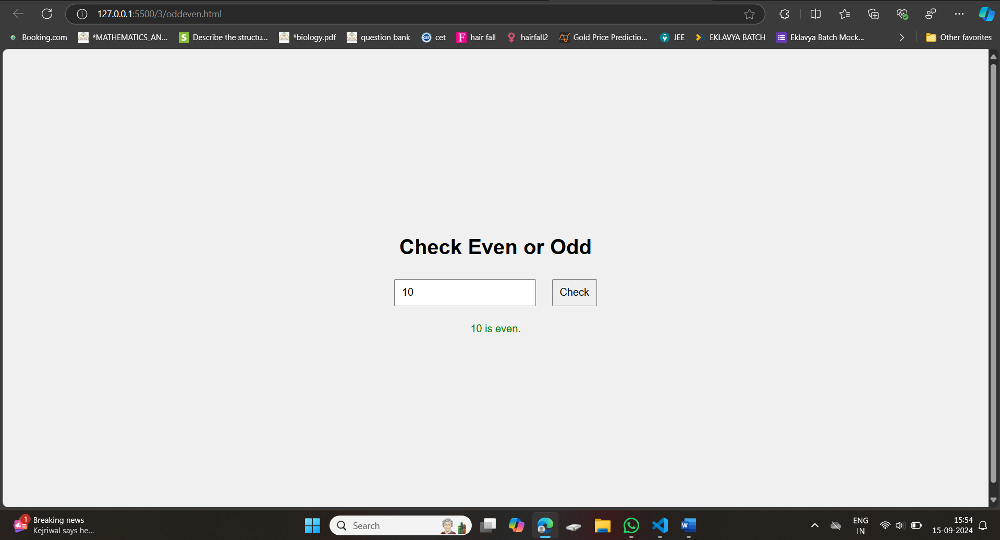 127.0.0.1:5500/3/oddeven.html
Booking.com *MATHEMATICS_AN... S Describe the structu... *biology.pdf question bank CET cet F hair fall hairfall2 Gold Price Predictio... JEE EKLAVYA BATCH Eklavya Batch Mock... Other favorites
Check Even or Odd
10 Check
10 is even.
1 Breaking news
Kejriwal says he...
Search
W
ENG
IN
15:54
15-09-2024